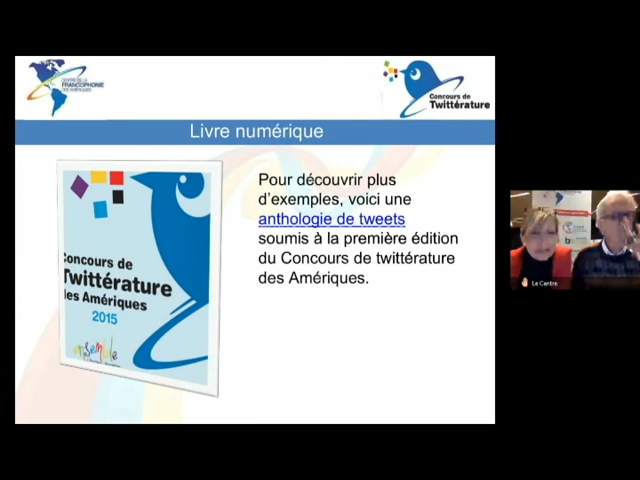 CENTRE DE LA
FRANCOPHONIE
DES AMÉRIQUES
Concours de
Twittérature
Livre numérique
Pour découvrir plus
d'exemples, voici une
anthologie de tweets
soumis à la première édition
du Concours de twittérature
des Amériques.
Concours de
Twittérature
des Amériques
2015
ensemble
Le Centre